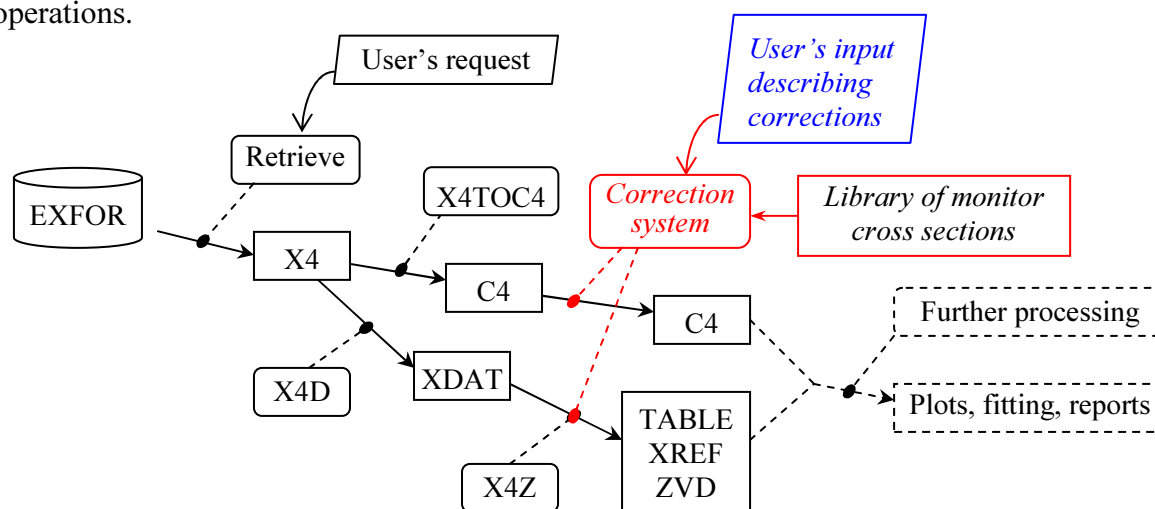 operations.
User’s request
User’s input
describing
corrections
Retrieve
EXFOR
X4TOC4
Correction
system
Library of monitor
cross sections
X4
C4
C4
Further processing
X4D
XDAT
TABLE
XREF
ZVD
Plots, fitting, reports
X4Z